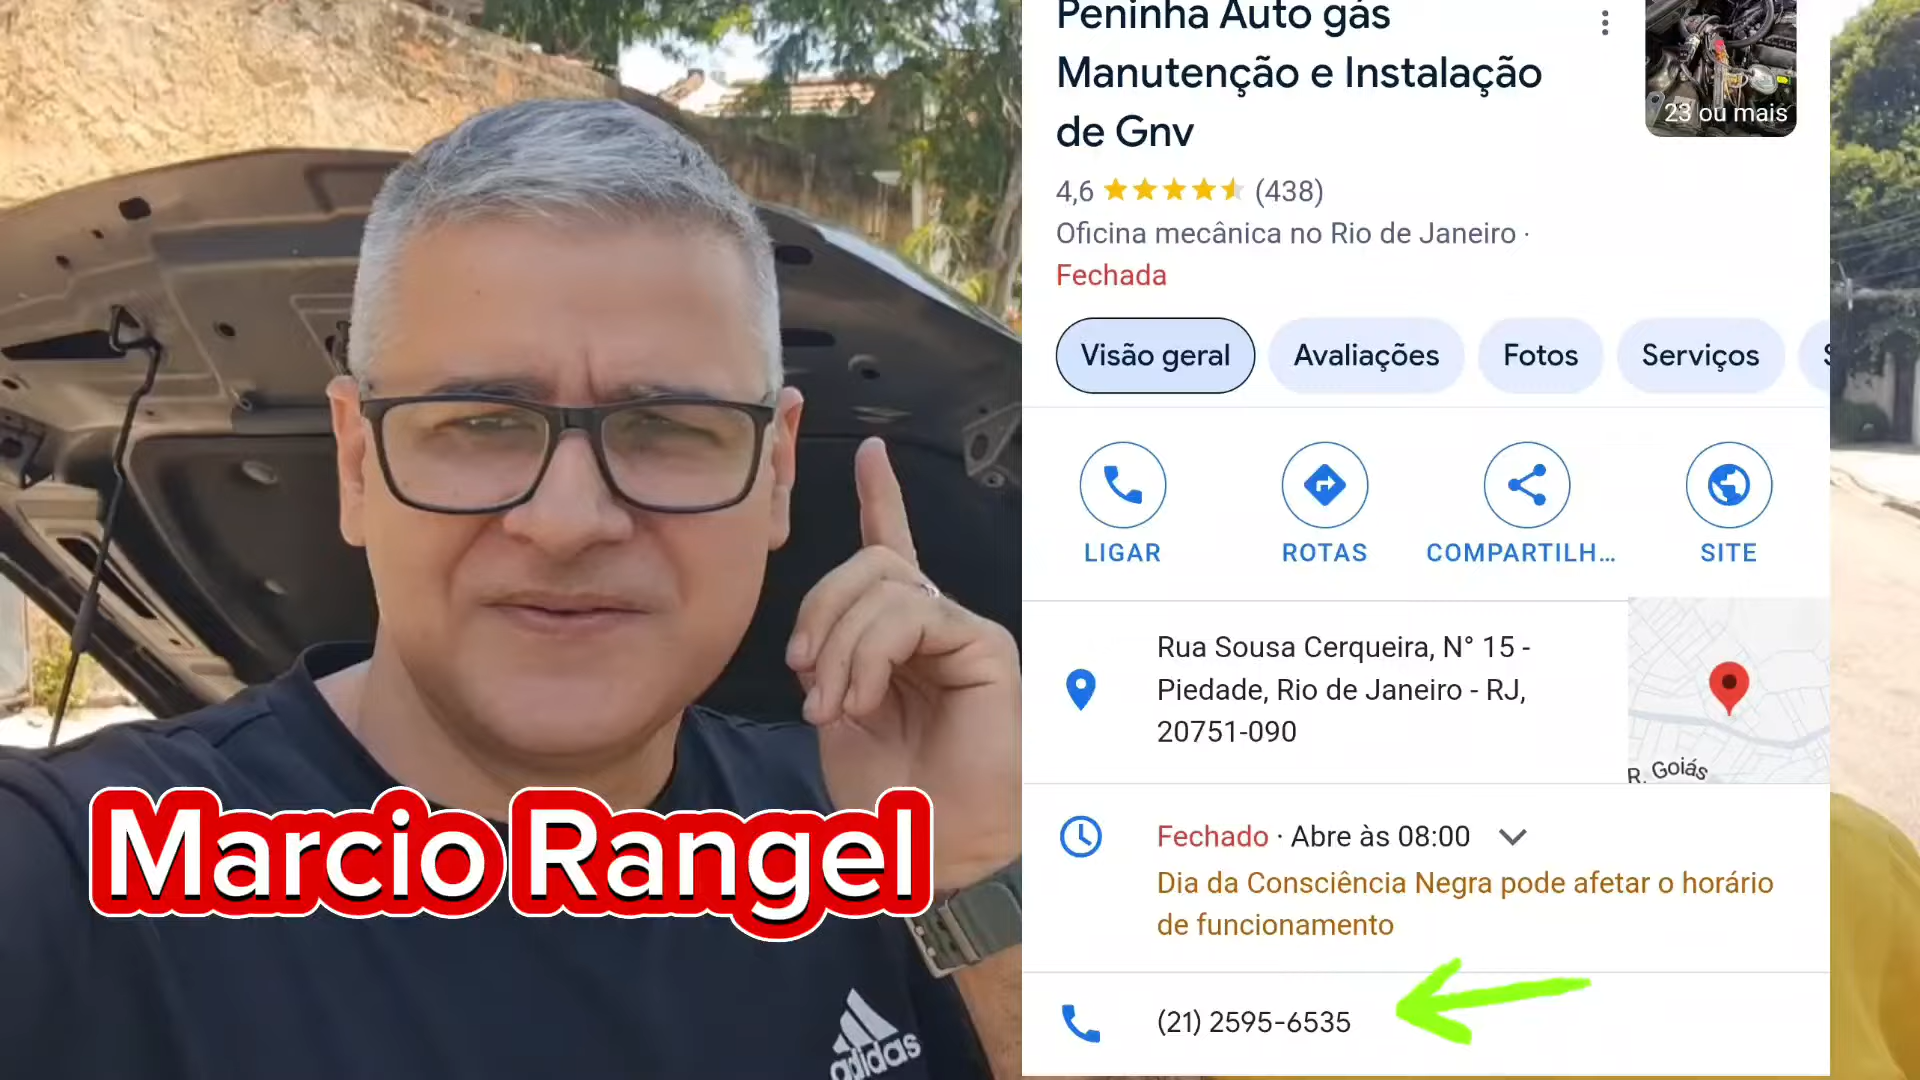 Peninha Auto gás
Manutenção e Instalação
de Gnv
23 ou mais
4,6 (438)
Oficina mecânica no Rio de Janeiro ·
Fechada
Visão geral
Avaliações
Fotos
Serviços
LIGAR
ROTAS
COMPARTILH...
SITE
Rua Sousa Cerqueira, N° 15 -
Piedade, Rio de Janeiro - RJ,
20751-090
R. Goiás
Fechado · Abre às 08:00
Dia da Consciência Negra pode afetar o horário
de funcionamento
(21) 2595-6535
Marcio Rangel
adidas